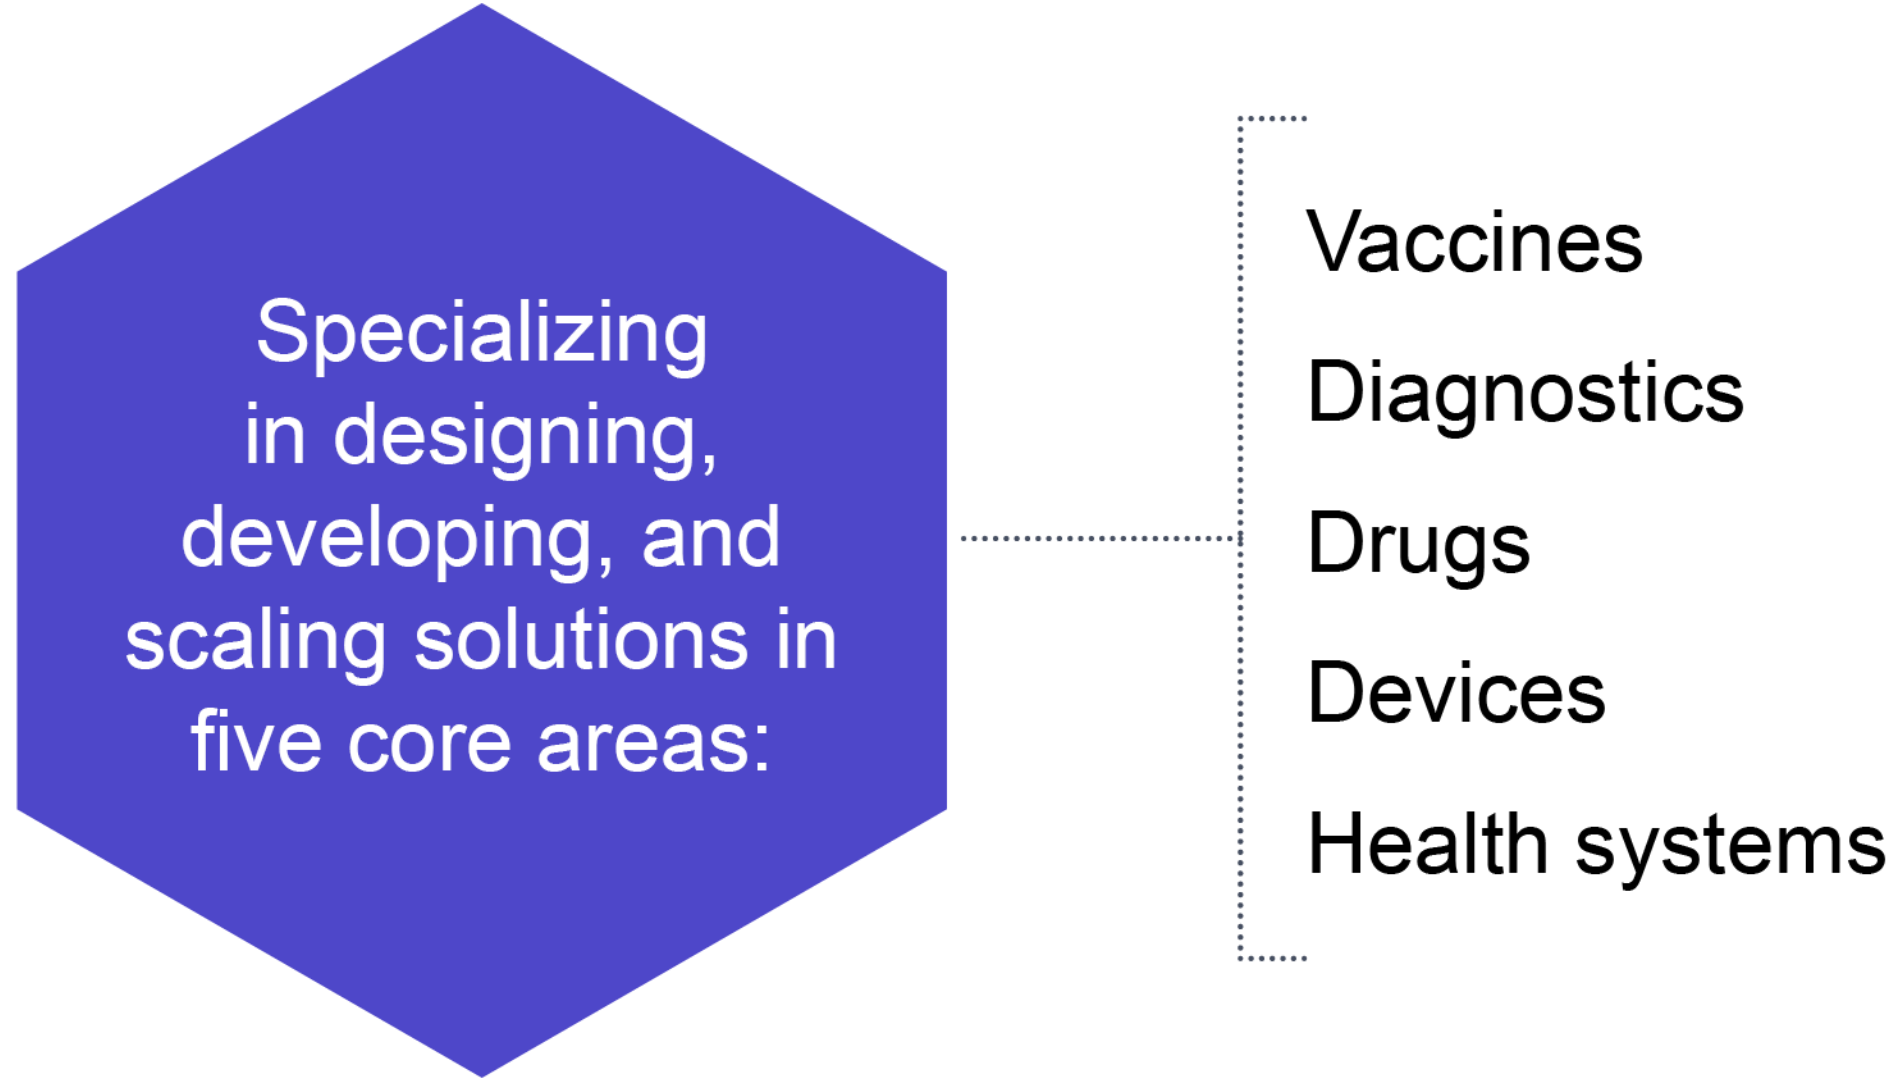 Specializing
in designing,
developing, and
scaling solutions in
five core areas:
Vaccines
Diagnostics
Drugs
Devices
Health systems